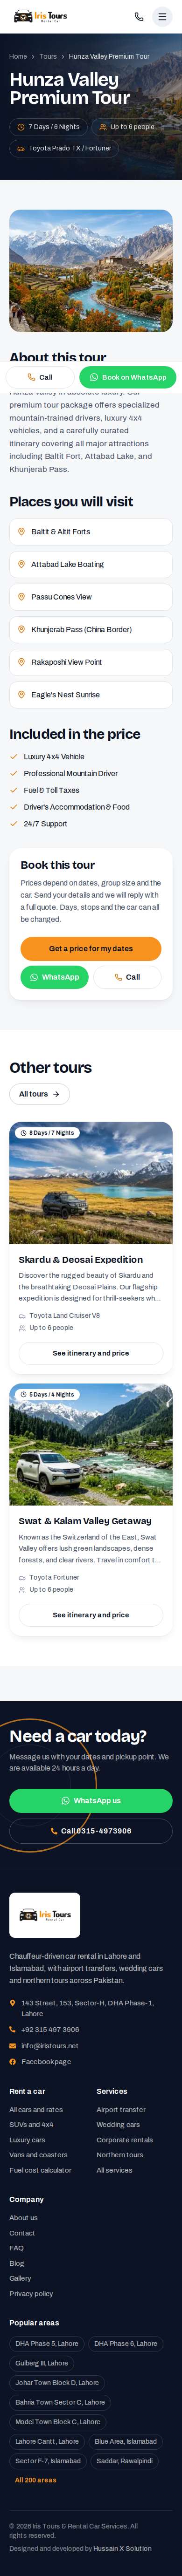 Iris Tours
Rent a Car
Home > Tours > Hunza Valley Premium Tour
Hunza Valley
Premium Tour
7 Days / 6 Nights
Up to 6 people
Toyota Prado TX / Fortuner
About this tour
Call
Book on WhatsApp
premium tour package offers specialized
mountain-trained drivers, luxury 4x4
vehicles, and a carefully curated
itinerary covering all major attractions
including Baltit Fort, Attabad Lake, and
Khunjerab Pass.
Places you will visit
Baltit & Altit Forts
Attabad Lake Boating
Passu Cones View
Khunjerab Pass (China Border)
Rakaposhi View Point
Eagle's Nest Sunrise
Included in the price
Luxury 4x4 Vehicle
Professional Mountain Driver
Fuel & Toll Taxes
Driver's Accommodation & Food
24/7 Support
Book this tour
Prices depend on dates, group size and the
car. Send your details and we will reply with
a full quote. Days, stops and the car can all
be changed.
Get a price for my dates
WhatsApp
Call
Other tours
All tours →
8 Days / 7 Nights
Skardu & Deosai Expedition
Discover the rugged beauty of Skardu and
the breathtaking Deosai Plains. Our flagship
expedition is designed for thrill-seekers wh...
Toyota Land Cruiser V8
Up to 6 people
See itinerary and price
5 Days / 4 Nights
Swat & Kalam Valley Getaway
Known as the Switzerland of the East, Swat
Valley offers lush green landscapes, dense
forests, and clear rivers. Travel in comfort t...
Toyota Fortuner
Up to 6 people
See itinerary and price
Need a car today?
Message us with your dates and pickup point. We
are available 24 hours a day.
WhatsApp us
Call 0315-4973906
Iris Tours
Rent a Car
Chauffeur-driven car rental in Lahore and
Islamabad, with airport transfers, wedding cars
and northern tours across Pakistan.
143 Street, 153, Sector-H, DHA Phase-1,
Lahore
+92 315 497 3906
info@iristours.net
Facebook page
Rent a car
Services
All cars and rates
Airport transfer
SUVs and 4x4
Wedding cars
Luxury cars
Corporate rentals
Vans and coasters
Northern tours
Fuel cost calculator
All services
Company
About us
Contact
FAQ
Blog
Gallery
Privacy policy
Popular areas
DHA Phase 5, Lahore
DHA Phase 6, Lahore
Gulberg III, Lahore
Johar Town Block D, Lahore
Bahria Town Sector C, Lahore
Model Town Block C, Lahore
Lahore Cantt, Lahore
Blue Area, Islamabad
Sector F-7, Islamabad
Saddar, Rawalpindi
All 200 areas
© 2026 Iris Tours & Rental Car Services. All
rights reserved.
Designed and developed by Hussain X Solution